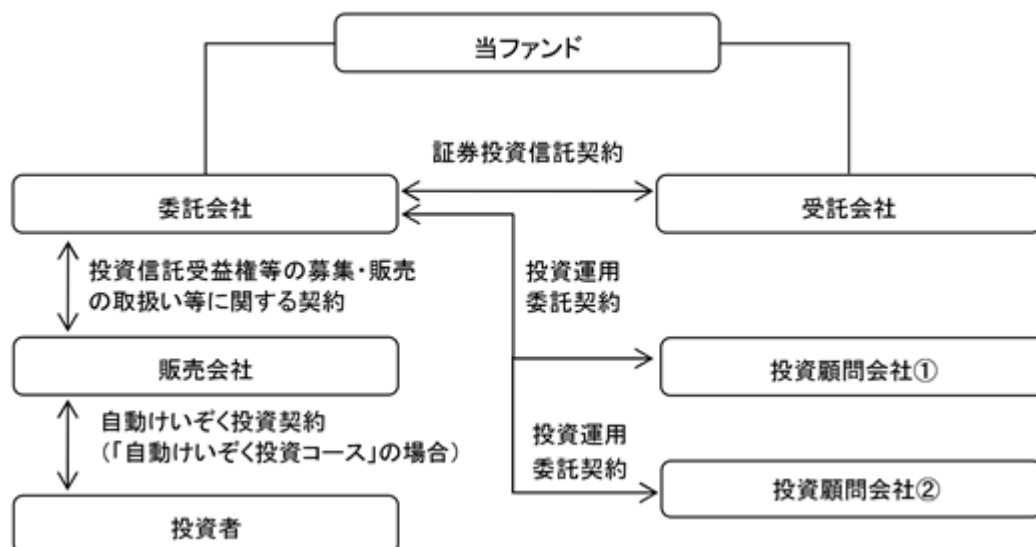 当ファンド
証券投資信託契約
委託会社
受託会社
投資信託受益権等の募集・販売
の取扱い等に関する契約
投資運用
委託契約
販売会社
投資顧問会社①
自動けいぞく投資契約
(「自動けいぞく投資コース」の場合)
投資運用
委託契約
投資顧問会社②
投資者